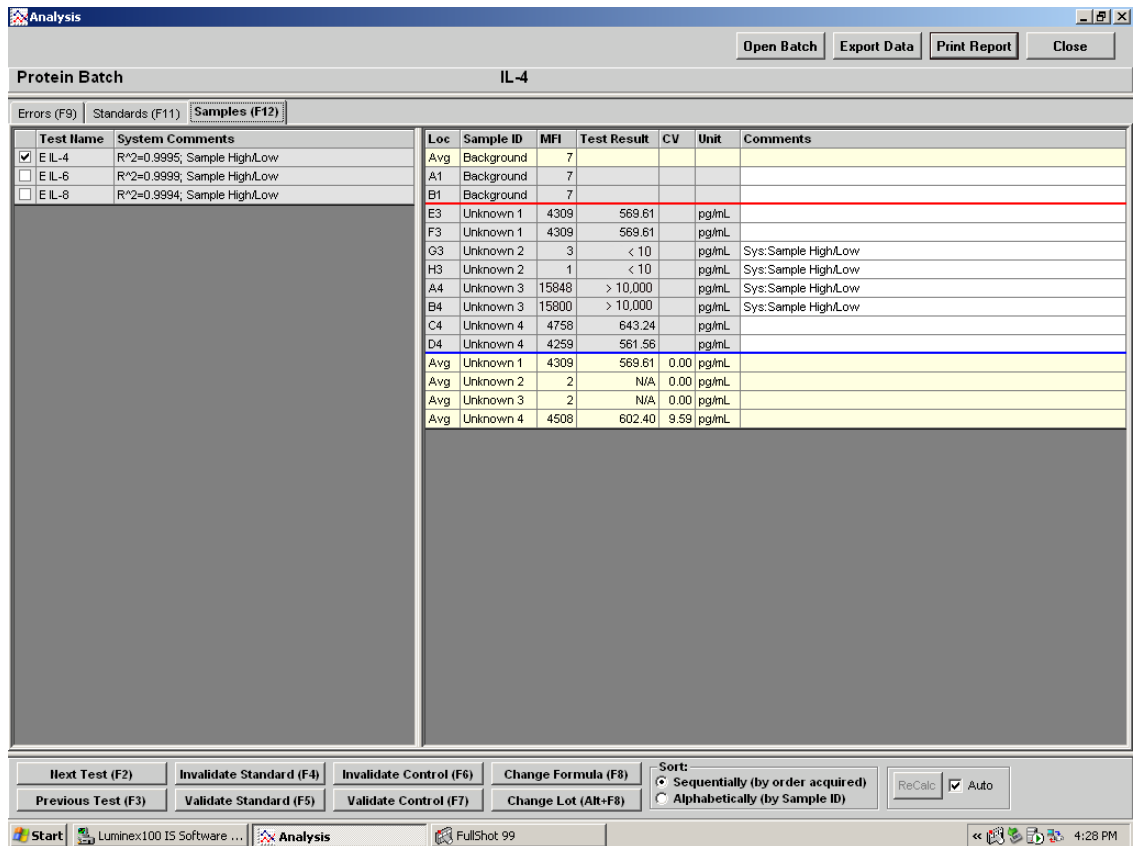 Analysis
Open Batch Export Data Print Report Close
Protein Batch IL-4
Errors (F9) Standards (F11) Samples (F12)
Test Name System Comments
E IL-4 R^2=0.9995; Sample High/Low
E IL-6 R^2=0.9999; Sample High/Low
E IL-8 R^2=0.9994; Sample High/Low
Loc Sample ID MFI Test Result CV Unit Comments
Avg Background 7
A1 Background 7
B1 Background 7
E3 Unknown 1 4309 569.61 pg/mL
F3 Unknown 1 4309 569.61 pg/mL
G3 Unknown 2 3 < 10 pg/mL Sys:Sample High/Low
H3 Unknown 2 1 < 10 pg/mL Sys:Sample High/Low
A4 Unknown 3 15848 > 10,000 pg/mL Sys:Sample High/Low
B4 Unknown 3 15800 > 10,000 pg/mL Sys:Sample High/Low
C4 Unknown 4 4758 643.24 pg/mL
D4 Unknown 4 4259 561.56 pg/mL
Avg Unknown 1 4309 569.61 0.00 pg/mL
Avg Unknown 2 2 N/A 0.00 pg/mL
Avg Unknown 3 2 N/A 0.00 pg/mL
Avg Unknown 4 4508 602.40 9.59 pg/mL
Next Test (F2) Invalidate Standard (F4) Invalidate Control (F6) Change Formula (F8)
Previous Test (F3) Validate Standard (F5) Validate Control (F7) Change Lot (Alt+F8)
Sort:
Sequentially (by order acquired)
Alphabetically (by Sample ID)
ReCalc Auto
Start Luminex100 IS Software ... Analysis FullShot 99 « 4:28 PM